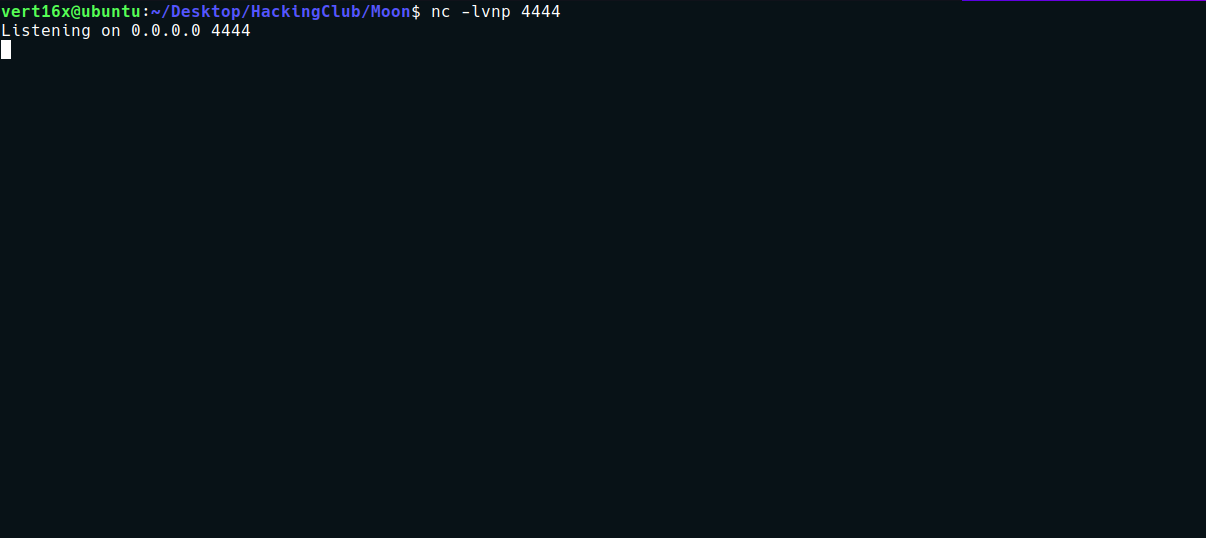 vert16x@ubuntu:~/Desktop/HackingClub/Moon$ nc -lvnp 4444
Listening on 0.0.0.0 4444